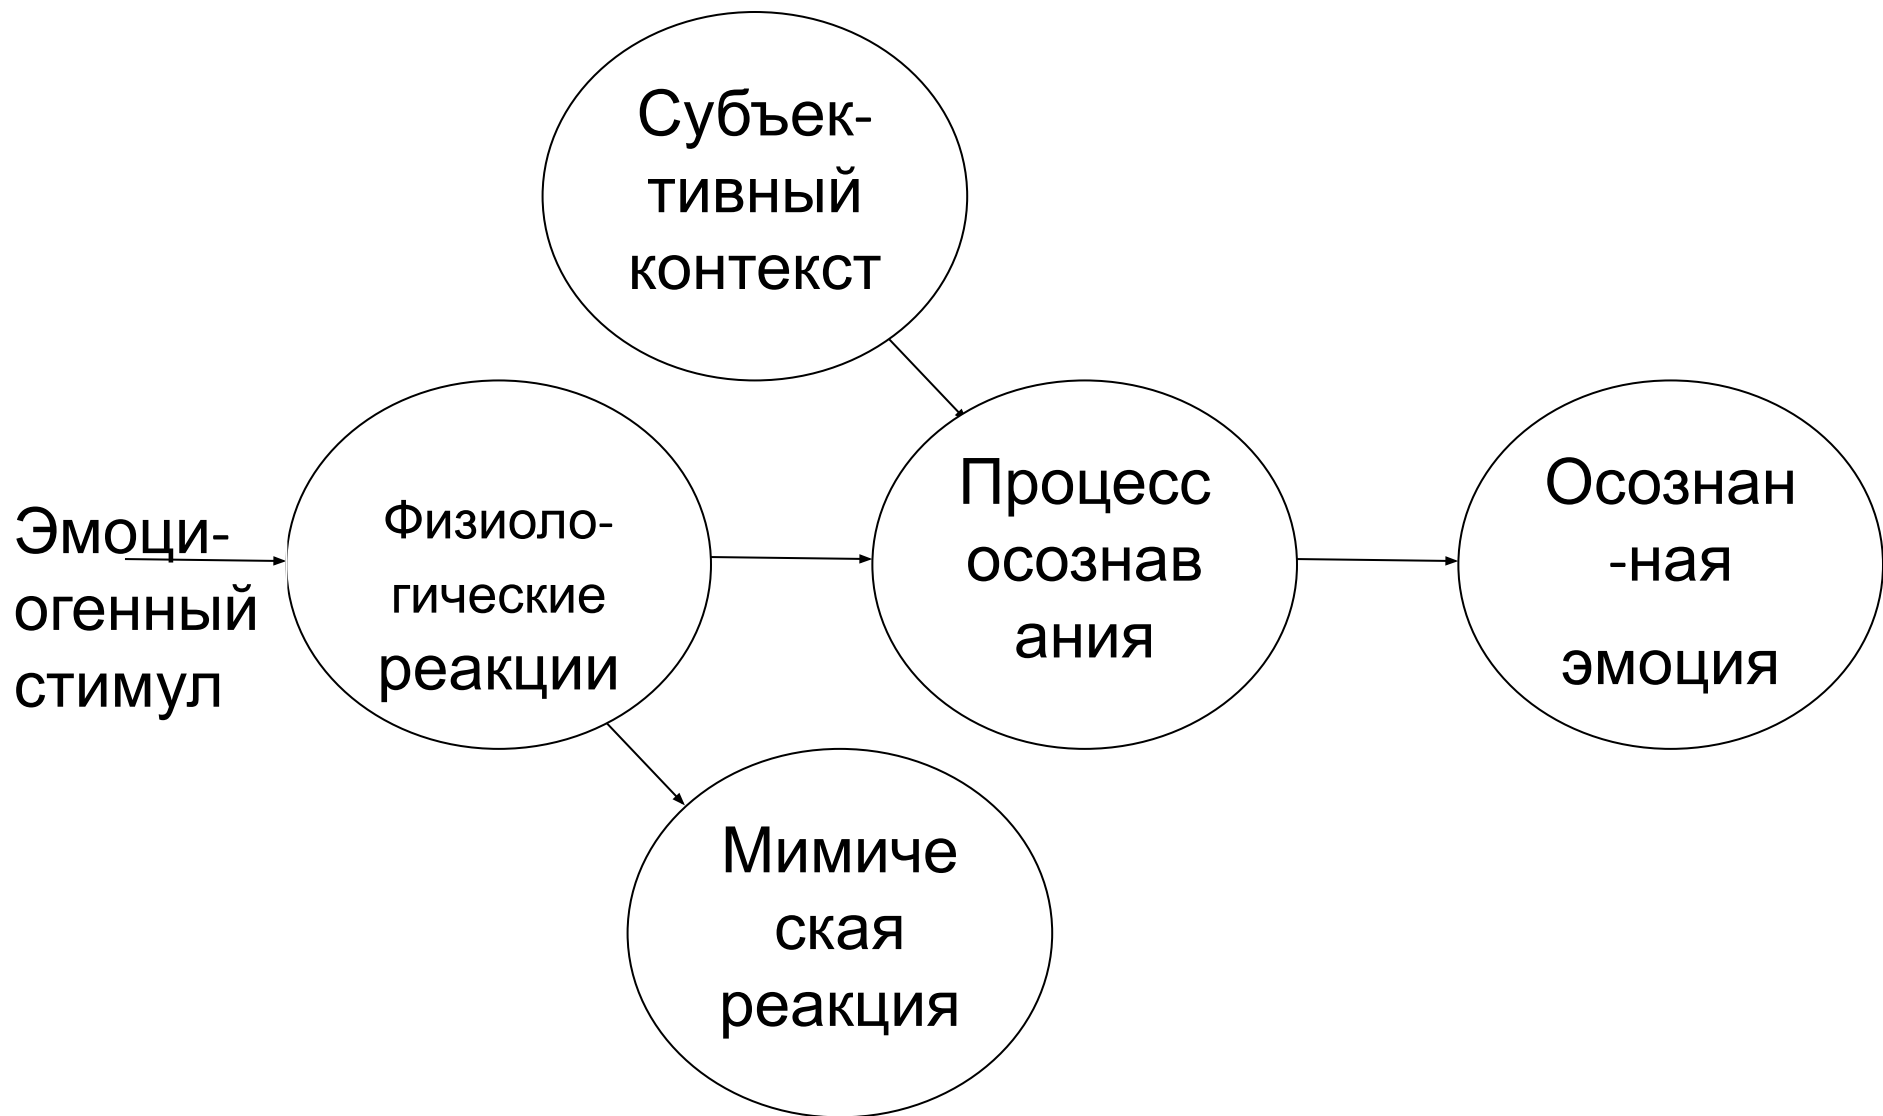 Субъек-
тивный
контекст
Эмоци-
огенный
стимул
Физиоло-
гические
реакции
Процесс
осознав
ания
Осознан
-ная
эмоция
Мимиче
ская
реакция